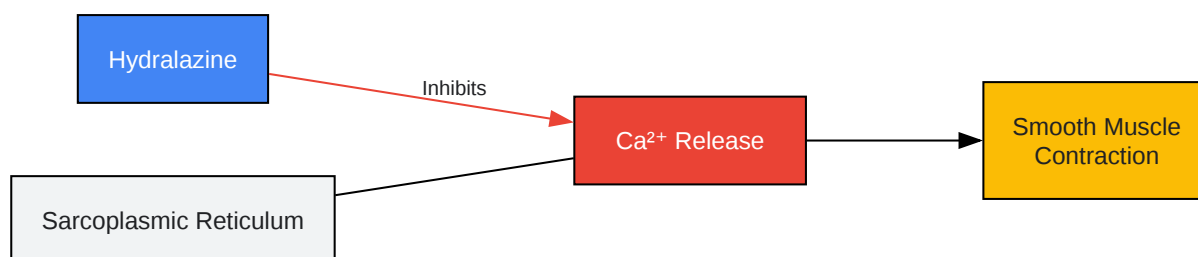 Hydralazine
Inhibits
Ca²⁺ Release
Smooth Muscle
Contraction
Sarcoplasmic Reticulum